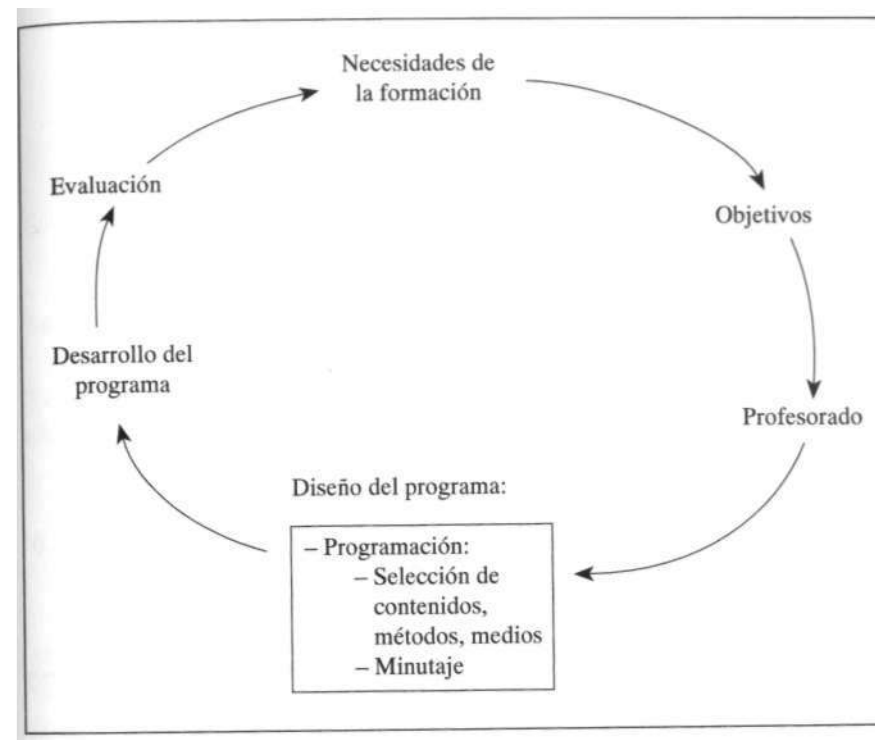 Necesidades de
la formación
Objetivos
Profesorado
Diseño del programa:
– Programación:
– Selección de
contenidos,
métodos, medios
– Minutaje
Desarrollo del
programa
Evaluación